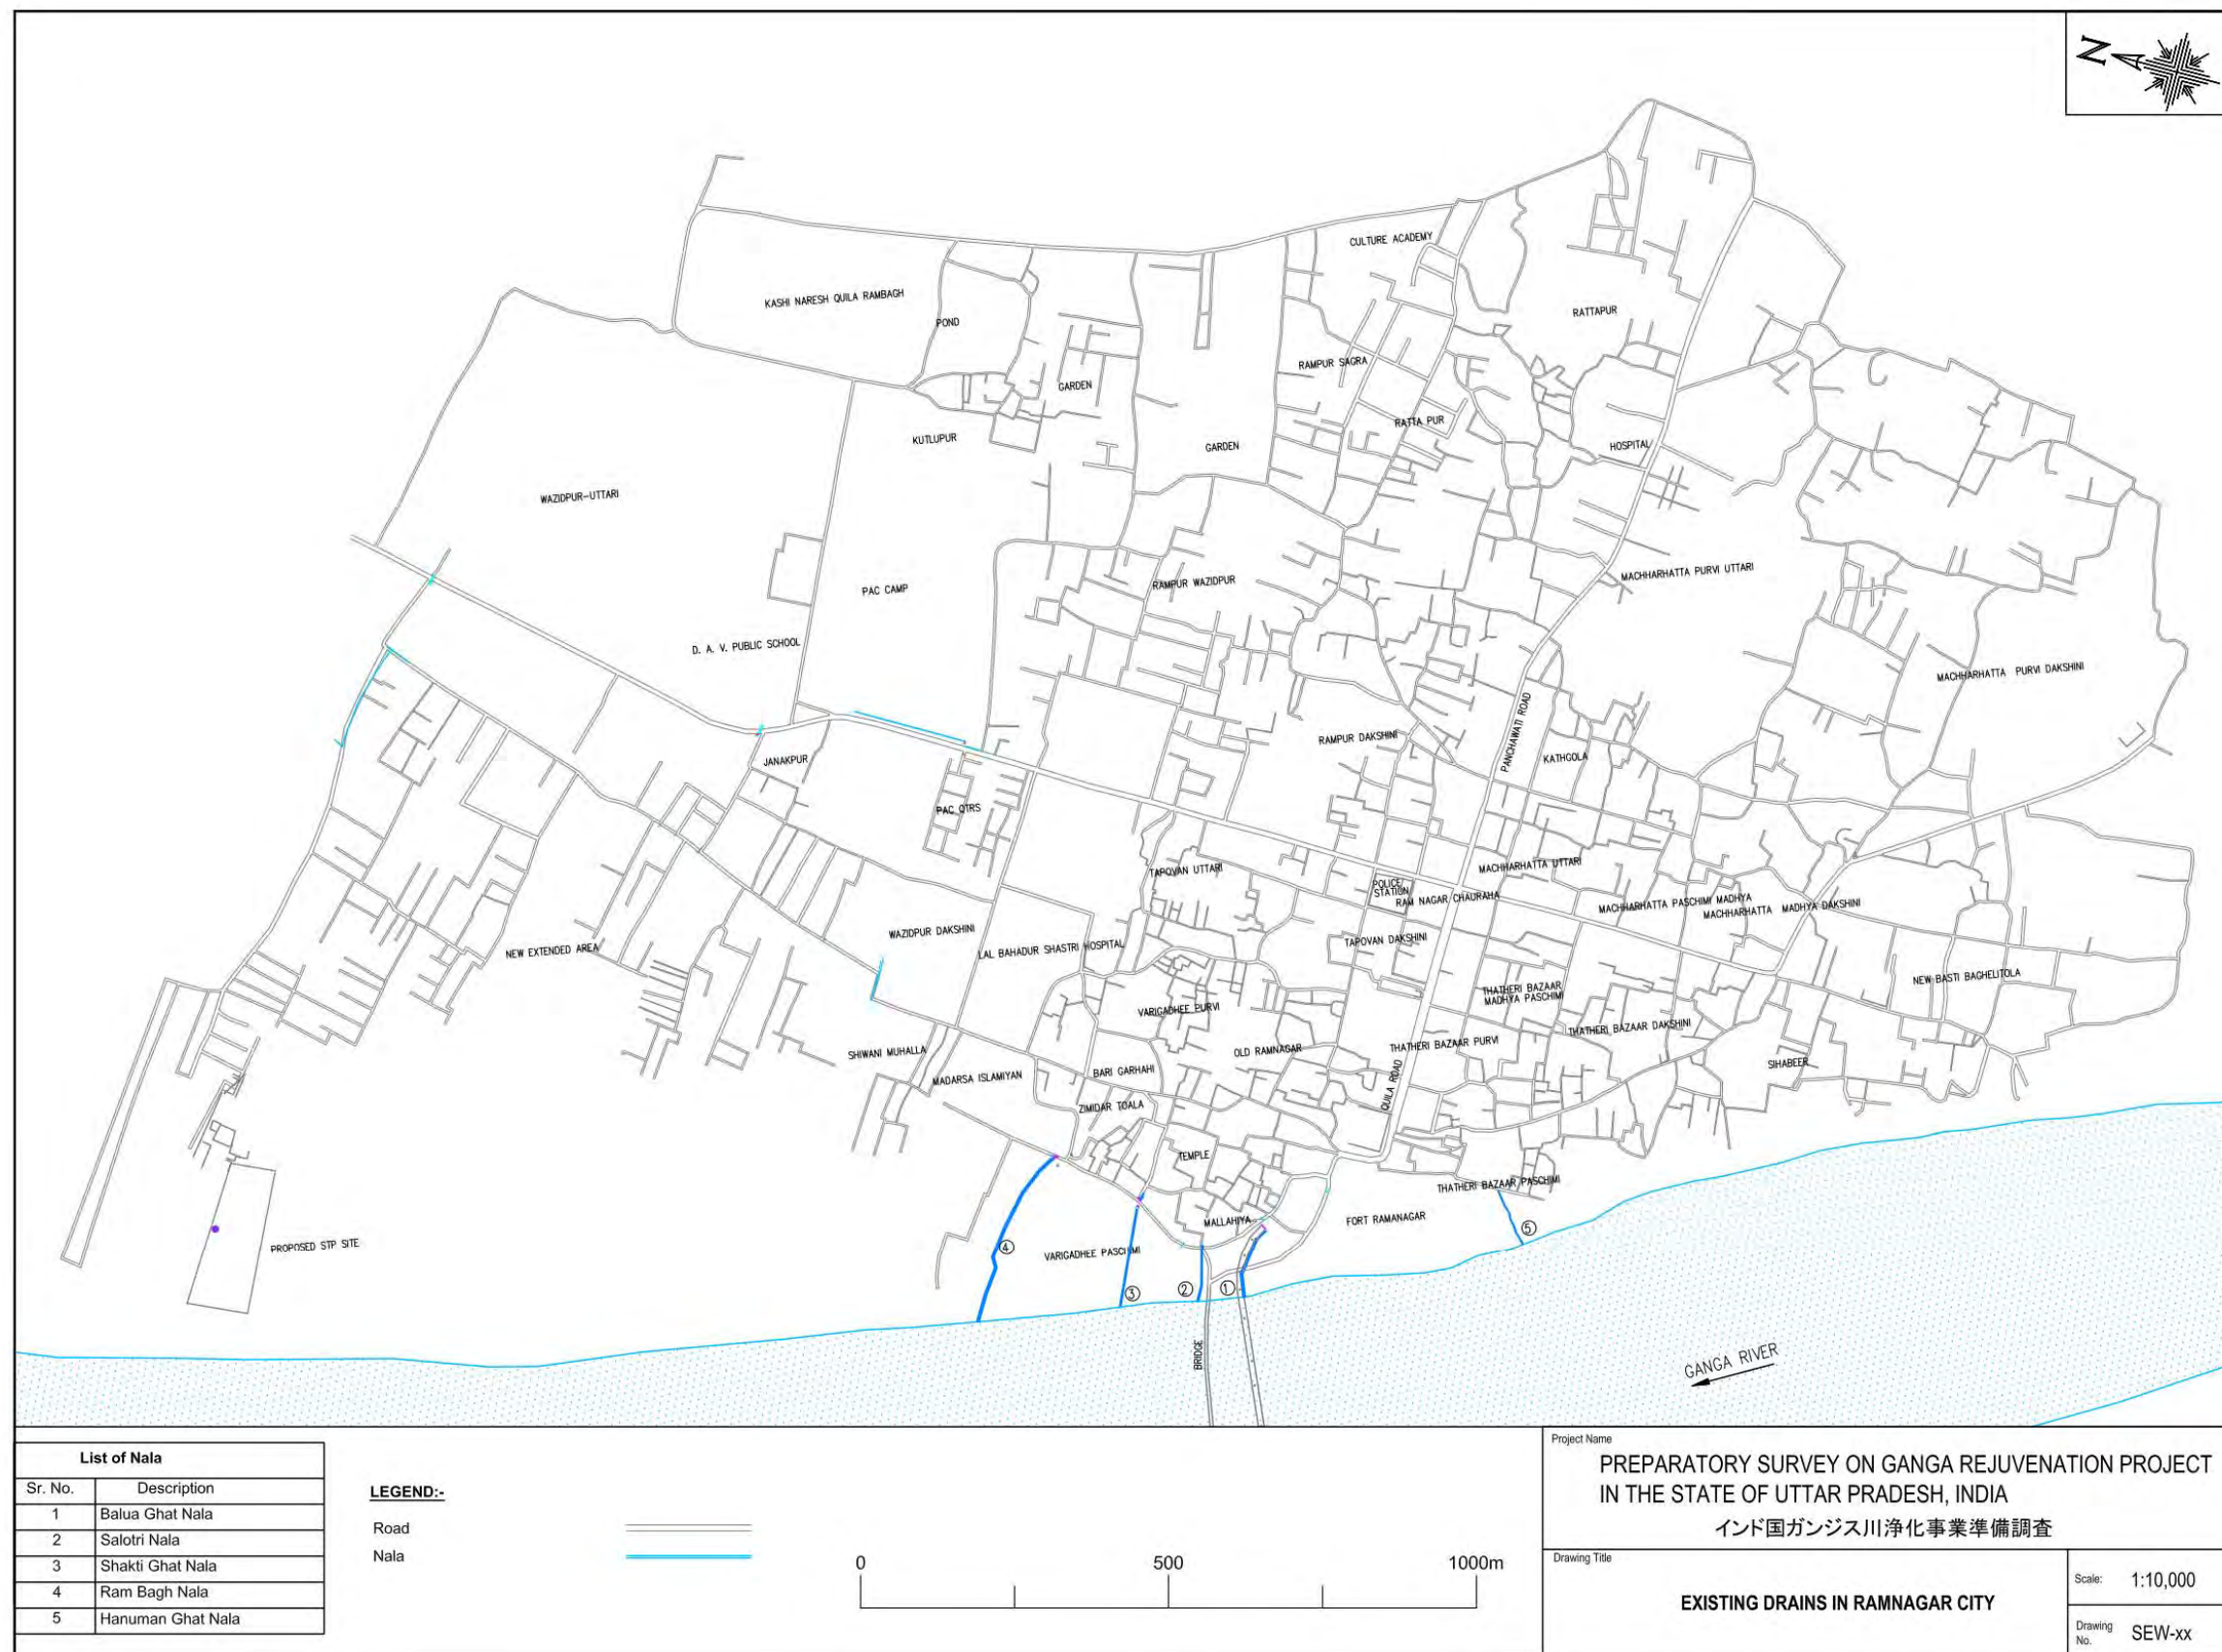 N
CULTURE ACADEMY
KASHI NARESH QUILA RAMBAGH
POND
RATTAPUR
RAMPUR SAGRA
GARDEN
RATTA PUR
KUTLUPUR
GARDEN
HOSPITAL
WAZIDPUR-UTTARI
RAMPUR WAZIDPUR
MACHHARHATTA PURVI UTTARI
PAC CAMP
D. A. V. PUBLIC SCHOOL
MACHHARHATTA PURVI DAKSHINI
PANCHAWATI ROAD
RAMPUR DAKSHINI
KATHGOLA
JANAKPUR
PAC QTRS
TAPOVAN UTTARI
MACHHARHATTA UTTARI
POLICE
STATION
RAM NAGAR CHAURAHA
MACHHARHATTA PASCHIMI MADHYA
MACHHARHATTA MADHYA DAKSHINI
WAZIDPUR DAKSHINI
TAPOVAN DAKSHINI
NEW EXTENDED AREA
LAL BAHADUR SHASTRI HOSPITAL
NEW BASTI BAGHELITOLA
THATHERI BAZAAR
MADHYA PASCHIMI
VARIGADHEE PURVI
THATHERI BAZAAR DAKSHINI
OLD RAMNAGAR
THATHERI BAZAAR PURVI
SHIWANI MUHALLA
SIHABEER
MADARSA ISLAMIYAN
BARI GARHAHI
QUILA ROAD
ZIMIDAR TOALA
TEMPLE
THATHERI BAZAAR PASCHIMI
MALLAHIYA
FORT RAMANAGAR
PROPOSED STP SITE
VARIGADHEE PASCHIMI
5
4
3
2
1
BRIDGE
GANGA RIVER
List of Nala
Sr. No. Description
1 Balua Ghat Nala
2 Salotri Nala
3 Shakti Ghat Nala
4 Ram Bagh Nala
5 Hanuman Ghat Nala
LEGEND:-
Road
Nala
0 500 1000m
Project Name
PREPARATORY SURVEY ON GANGA REJUVENATION PROJECT
IN THE STATE OF UTTAR PRADESH, INDIA
インド国ガンジス川浄化事業準備調査
Drawing Title
EXISTING DRAINS IN RAMNAGAR CITY
Scale: 1:10,000
Drawing
No. SEW-xx